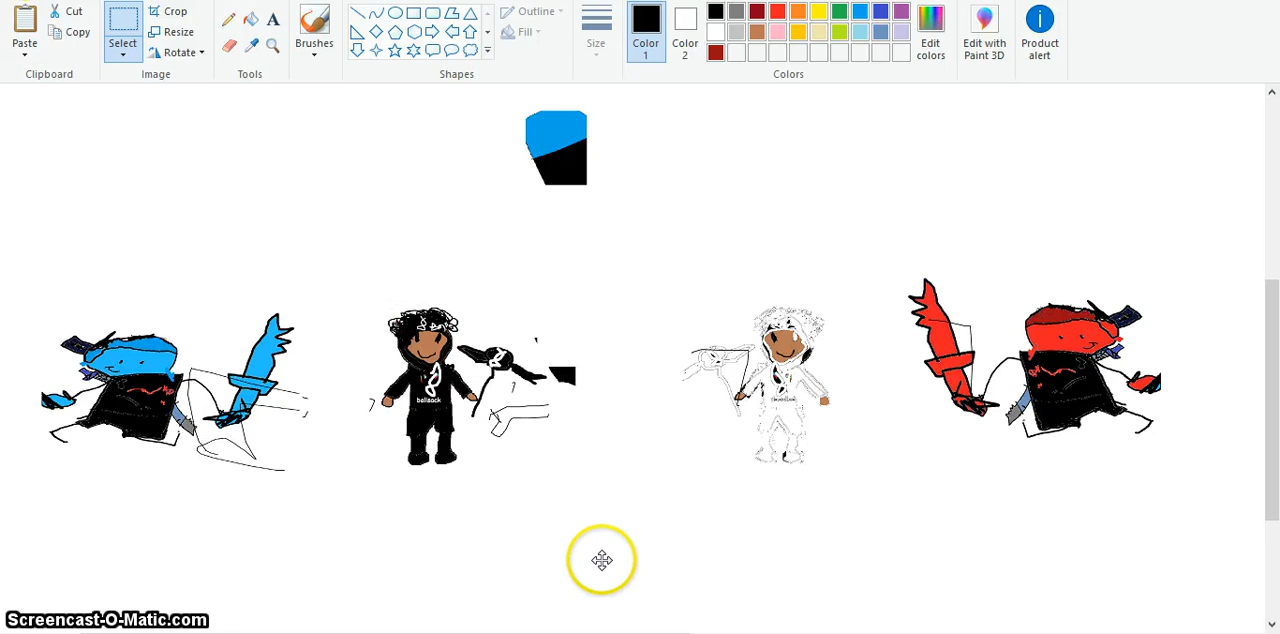 Paste
Cut
Copy
Clipboard
Select
Crop
Resize
Rotate
Image
Tools
Brushes
Shapes
Outline
Fill
Size
Color
1
Color
2
Colors
Edit
colors
Edit with
Paint 3D
Product
alert
ballsack
Screencast-O-Matic.com